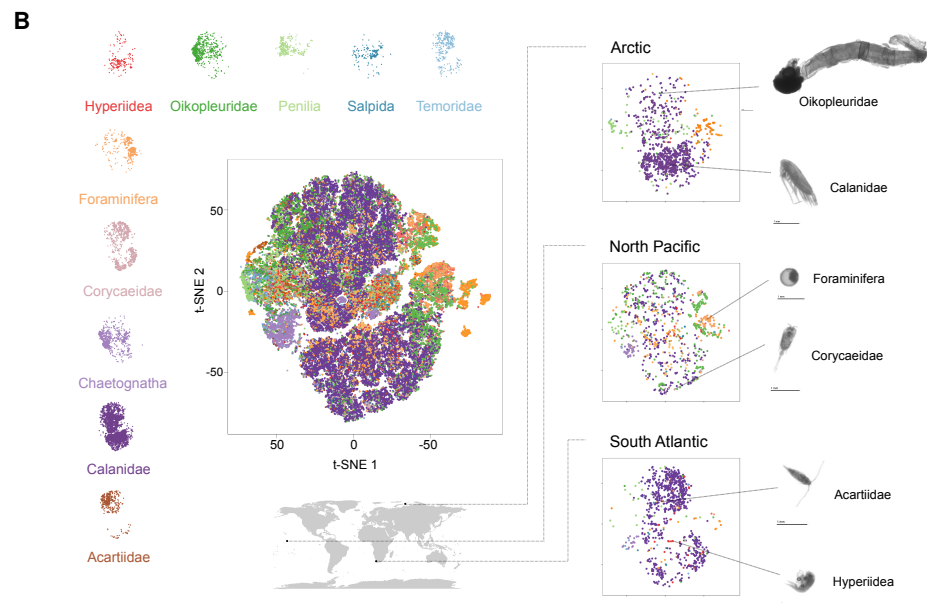 B
Hyperiidea Oikopleuridae Penilia Salpida Temoridae
Foraminifera
Corycaeidae
Chaetognatha
Calanidae
Acartiidae
t-SNE 2
50
0
-50
50 0 -50
t-SNE 1
Arctic
Oikopleuridae
Calanidae
North Pacific
Foraminifera
Corycaeidae
South Atlantic
Acartiidae
Hyperiidea